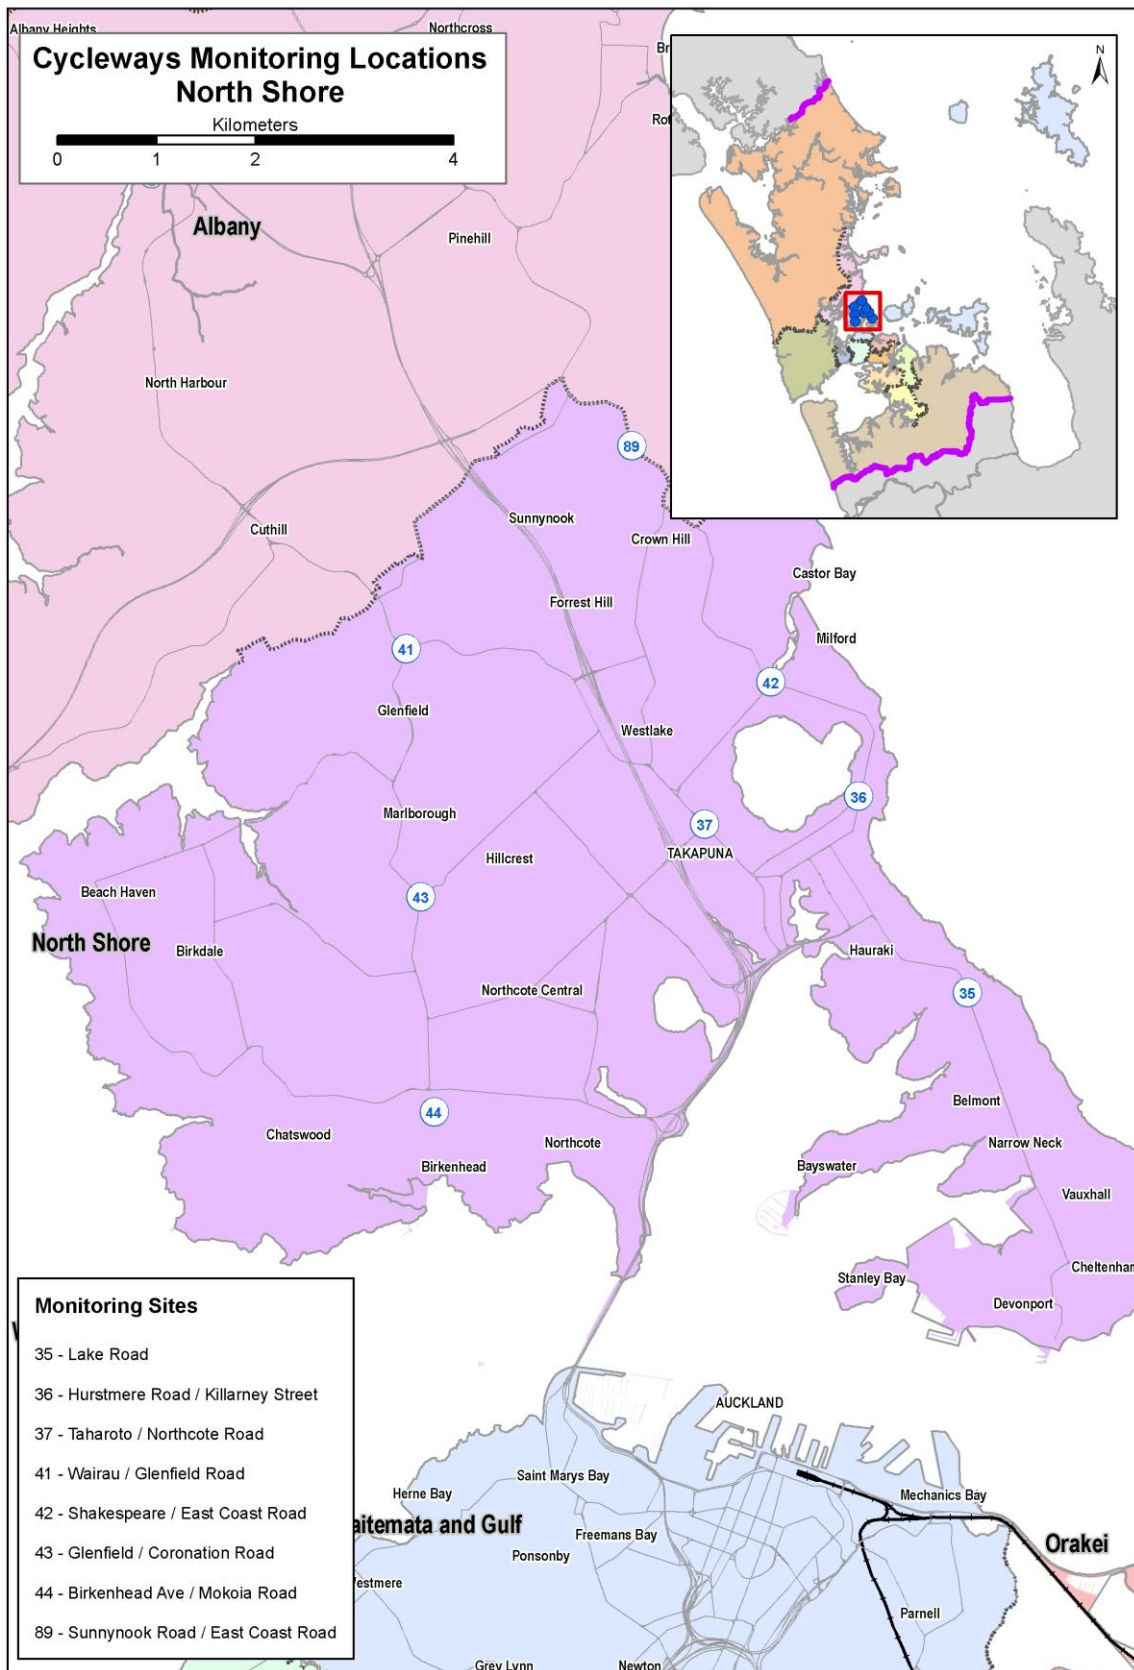 Albany Heights
Northcross
Cycleways Monitoring Locations
North Shore
Kilometers
0 1 2 4
N
Albany
Pinehill
North Harbour
89
Sunnynook
Cuthill
Crown Hill
Castor Bay
Forrest Hill
Milford
41
42
Glenfield
Westlake
36
Marlborough
37
TAKAPUNA
Hillcrest
Beach Haven
43
North Shore
Birkdale
Hauraki
Northcote Central
35
Belmont
44
Chatswood
Northcote
Narrow Neck
Birkenhead
Bayswater
Vauxhall
Cheltenham
Stanley Bay
Devonport
Monitoring Sites
35 - Lake Road
36 - Hurstmere Road / Killarney Street
37 - Taharoto / Northcote Road
41 - Wairau / Glenfield Road
42 - Shakespeare / East Coast Road
43 - Glenfield / Coronation Road
44 - Birkenhead Ave / Mokoia Road
89 - Sunnynook Road / East Coast Road
AUCKLAND
Saint Marys Bay
Herne Bay
Mechanics Bay
aitemata and Gulf
Freemans Bay
Orakei
Ponsonby
estmere
Parnell
Grey Lynn
Newton